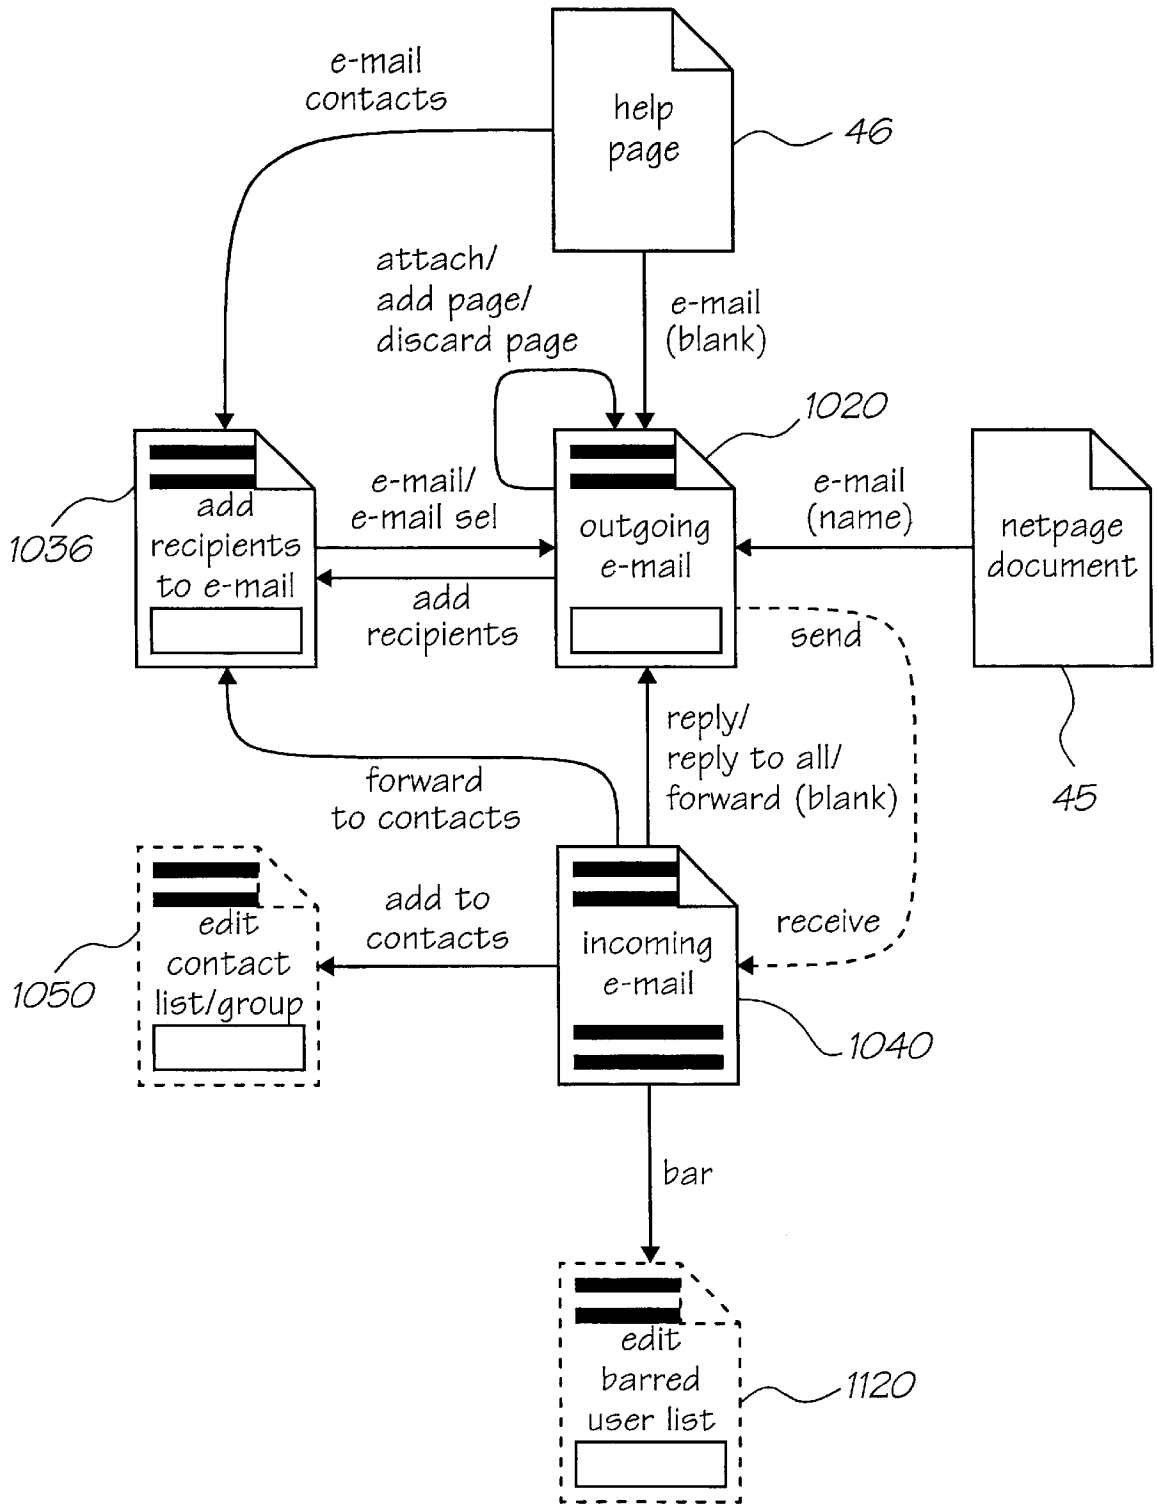 e-mail
contacts
help
page
46
attach/
add page/
discard page
e-mail
(blank)
1020
add
recipients
to e-mail
1036
e-mail/
e-mail sel
add
recipients
outgoing
e-mail
e-mail
(name)
netpage
document
45
send
receive
reply/
reply to all/
forward (blank)
forward
to contacts
edit
contact
list/group
1050
add to
contacts
incoming
e-mail
1040
bar
edit
barred
user list
1120